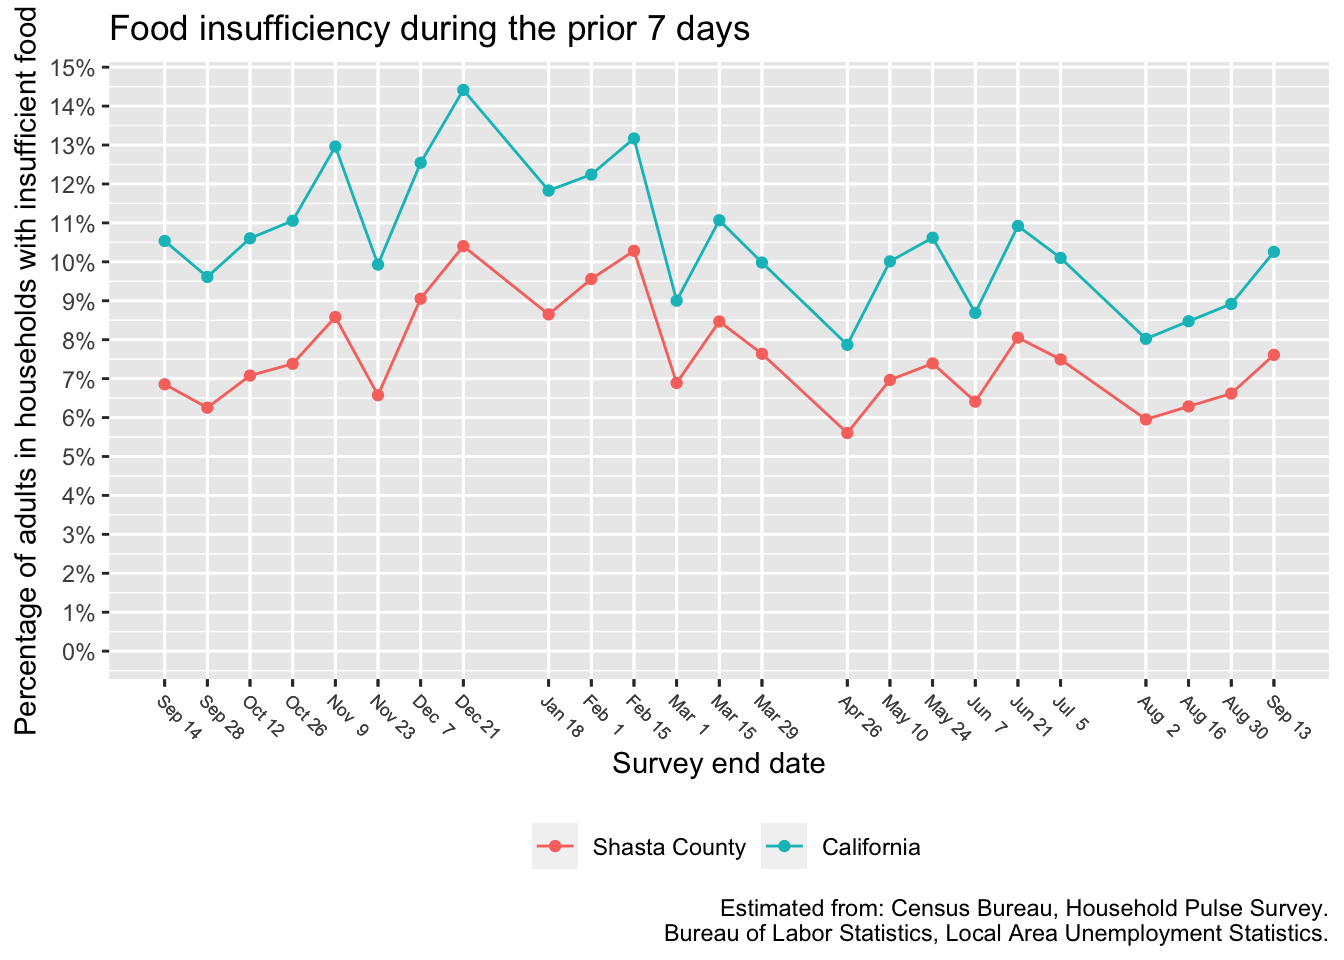 Food insufficiency during the prior 7 days
Percentage of adults in households with insufficient food
15%
14%
13%
12%
11%
10%
9%
8%
7%
6%
5%
4%
3%
2%
1%
0%
Sep 14
Sep 28
Oct 12
Oct 26
Nov 9
Nov 23
Dec 7
Dec 21
Jan 18
Feb 1
Feb 15
Mar 1
Mar 15
Mar 29
Apr 26
May 10
May 24
Jun 7
Jun 21
Jul 5
Aug 2
Aug 16
Aug 30
Sep 13
Survey end date
Shasta County
California
Estimated from: Census Bureau, Household Pulse Survey.
Bureau of Labor Statistics, Local Area Unemployment Statistics.